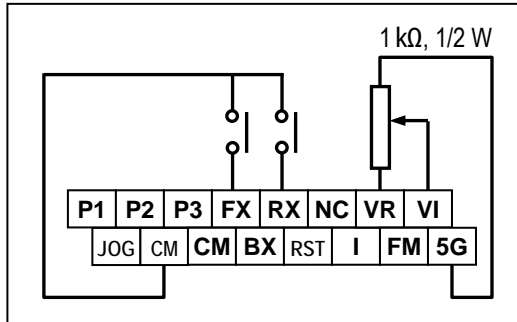 1 kΩ, 1/2 W
P1 P2 P3 FX RX NC VR VI
JOG CM CM BX RST I FM 5G